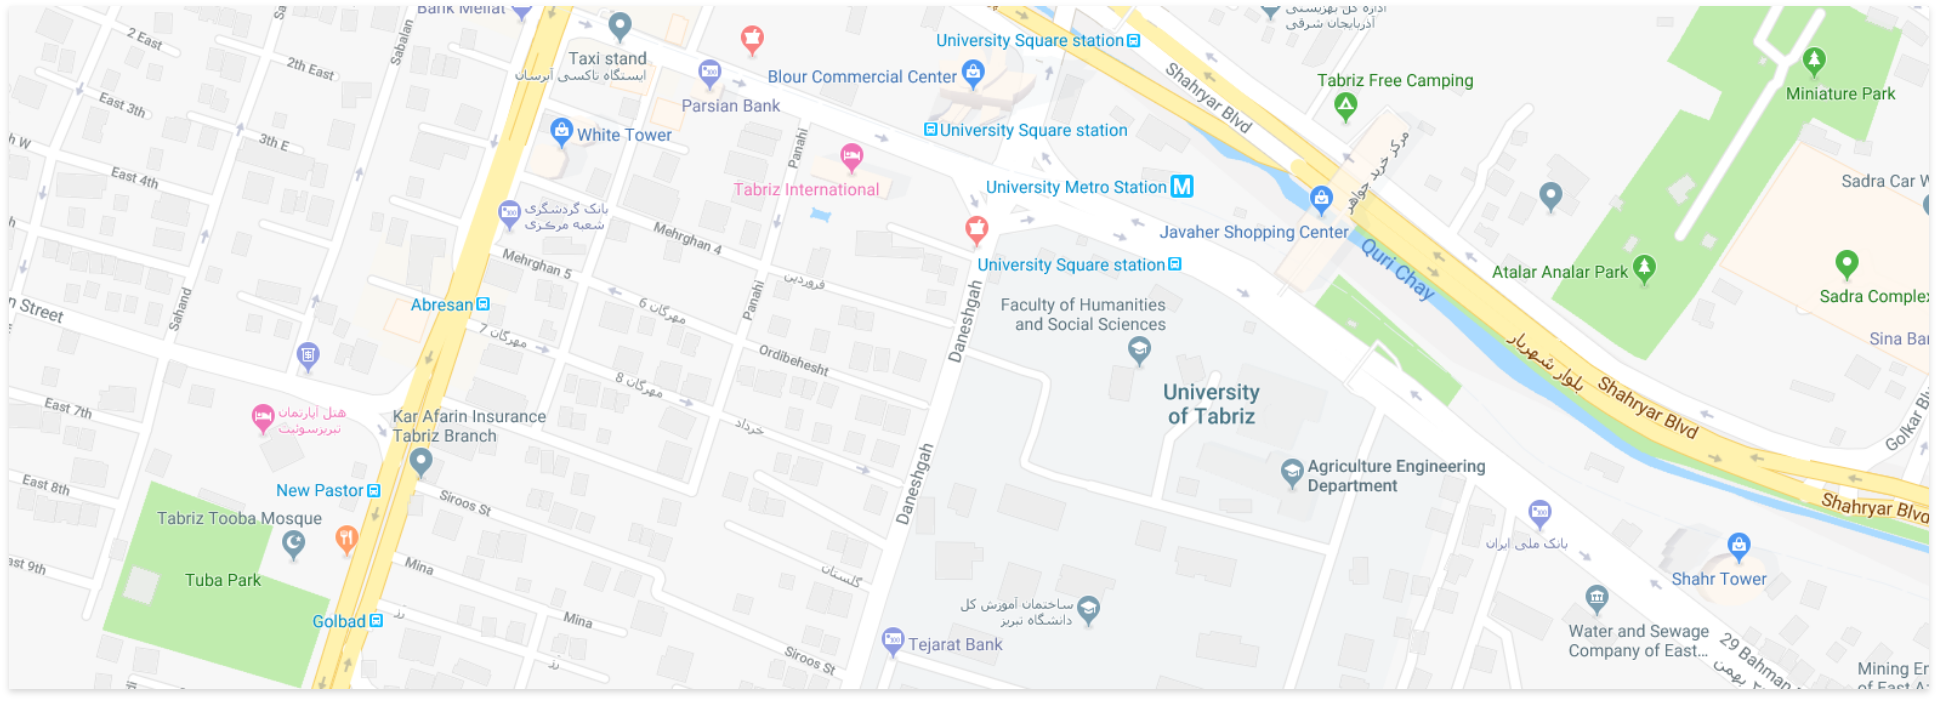 Bank Mellat
Sabalan
2 East
2th East
Taxi stand
ایستگاه تاکسی آبرسان
Parsian Bank
University Square station
Blour Commercial Center
اداره کل بهزیستی
آذربایجان شرقی
Shahryar Blvd
Tabriz Free Camping
Miniature Park
East 3th
3th E
h W
East 4th
White Tower
Panahi
University Square station
Tabriz International
University Metro Station
M
مرکز خرید جواهر
Sadra Car W
بانک گردشگری
شعبه مرکزی
Mehrghan 4
Mehrghan 5
Javaher Shopping Center
University Square station
Quri Chay
Atalar Analar Park
Sadra Complex
Sahand
Abresan
Panahi
فروردین
مهرگان 6
مهرگان 7
Daneshgah
Faculty of Humanities
and Social Sciences
n Street
Ordibehesht
مهرگان 8
بلوار شهریار
Shahryar Blvd
Sina Ban
Golkar Bl
University
of Tabriz
East 7th
هتل آپارتمان
تبریزسوئیت
Kar Afarin Insurance
Tabriz Branch
خرداد
Daneshgah
Agriculture Engineering
Department
East 8th
New Pastor
Siroos St
Shahryar Blvd
Tabriz Tooba Mosque
بانک ملی ایران
Tuba Park
ast 9th
Mina
گلستان
Shahr Tower
Golbad
رز
Mina
ساختمان آموزش کل
دانشگاه تبریز
Tejarat Bank
Siroos St
رز
Water and Sewage
Company of East...
29 Bahman
بهمن
Mining En
of East A